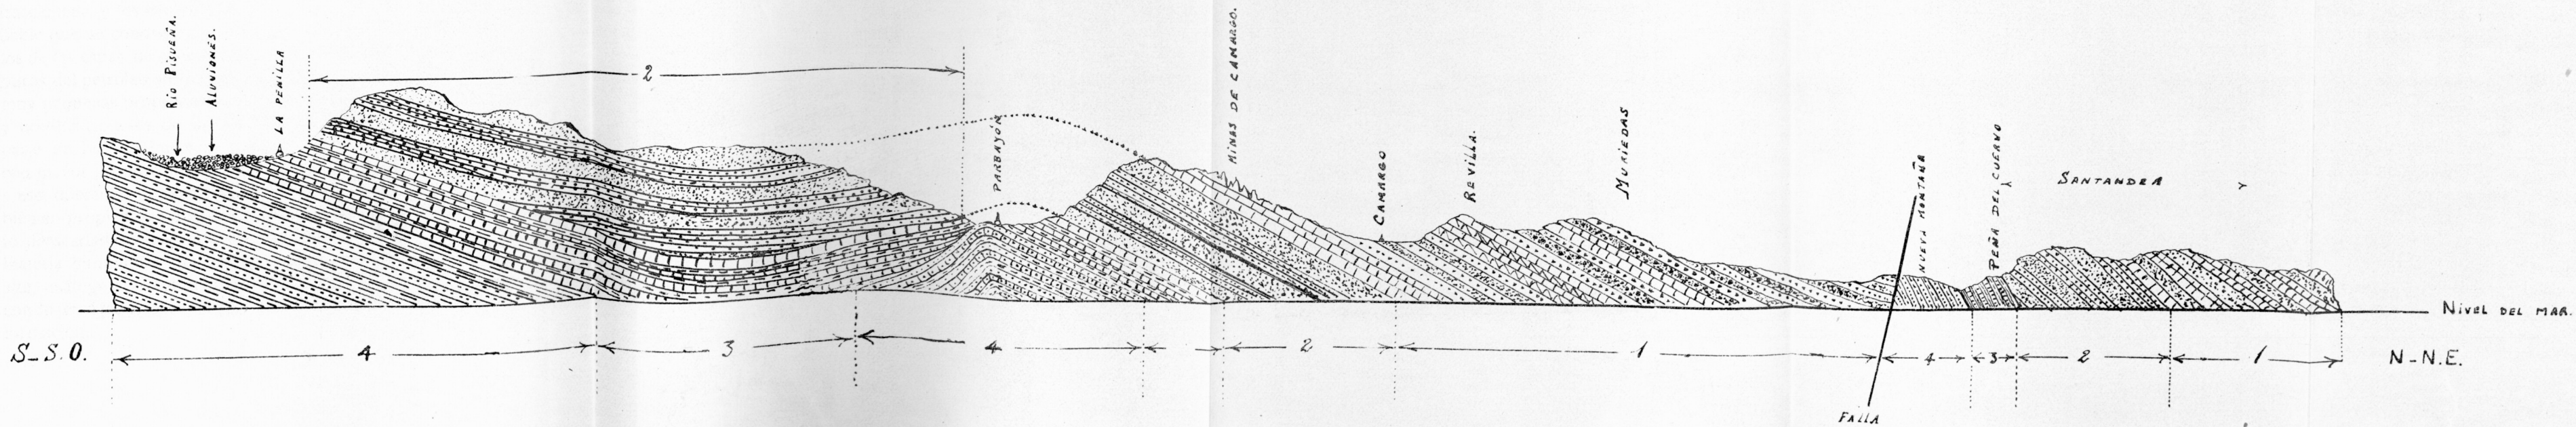 RIO PISUEÑA.
ALUVIONES.
LA PENILLA
2
PARBAYÓN
MINAS DE CAMARGO.
CAMARGO
REVILLA.
MURIEDAS
NUEVA MONTAÑA
PEÑA DEL CUERVO
SANTANDER
NIVEL DEL MAR.
S-S.O.
4
3
4
2
1
4
3
2
1
N-N.E.
FALLA